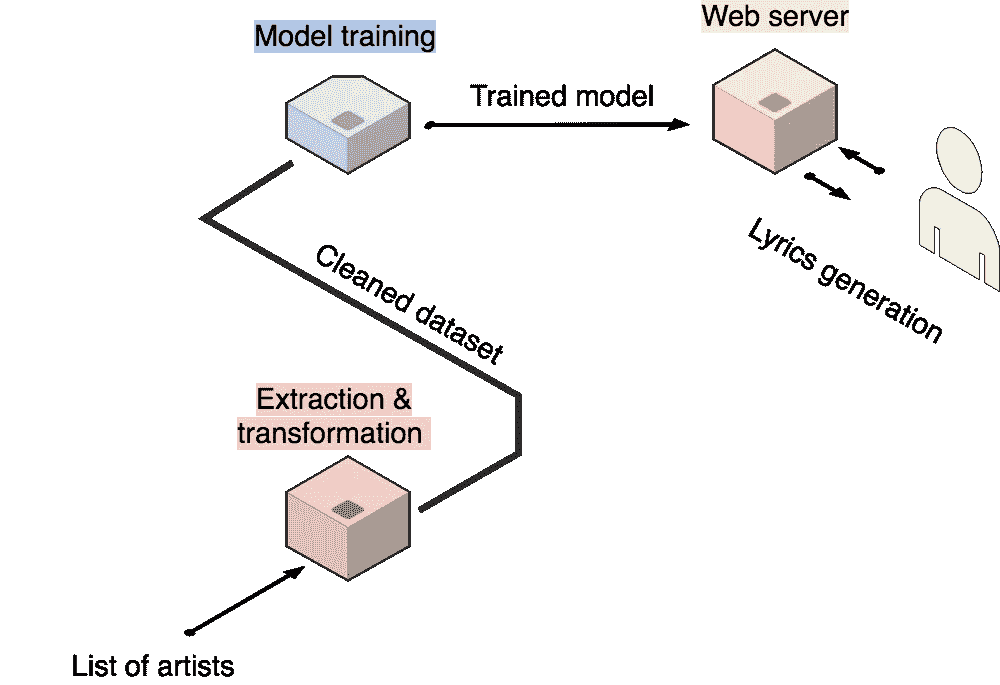 Web server
Model training
Trained model
Lyrics generation
Cleaned dataset
Extraction &
transformation
List of artists